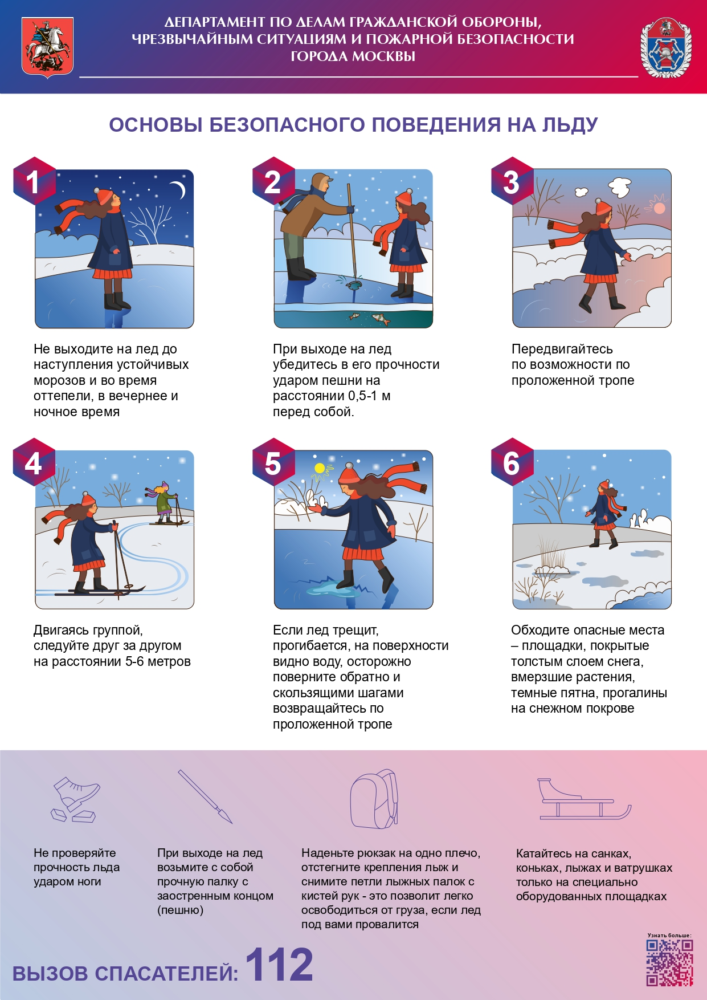 ДЕПАРТАМЕНТ ПО ДЕЛАМ ГРАЖДАНСКОЙ ОБОРОНЫ,
ЧРЕЗВЫЧАЙНЫМ СИТУАЦИЯМ И ПОЖАРНОЙ БЕЗОПАСНОСТИ
ГОРОДА МОСКВЫ
ОСНОВЫ БЕЗОПАСНОГО ПОВЕДЕНИЯ НА ЛЬДУ
1
Не выходите на лед до
наступления устойчивых
морозов и во время
оттепели, в вечернее и
ночное время
2
При выходе на лед
убедитесь в его прочности
ударом пешни на
расстоянии 0,5-1 м
перед собой.
3
Передвигайтесь
по возможности по
проложенной тропе
4
Двигаясь группой,
следуйте друг за другом
на расстоянии 5-6 метров
5
Если лед трещит,
прогибается, на поверхности
видно воду, осторожно
поверните обратно и
скользящими шагами
возвращайтесь по
проложенной тропе
6
Обходите опасные места
– площадки, покрытые
толстым слоем снега,
вмерзшие растения,
темные пятна, прогалины
на снежном покрове
Не проверяйте
прочность льда
ударом ноги
При выходе на лед
возьмите с собой
прочную палку с
заостренным концом
(пешню)
Наденьте рюкзак на одно плечо,
отстегните крепления лыж и
снимите петли лыжных палок с
кистей рук - это позволит легко
освободиться от груза, если лед
под вами провалится
Катайтесь на санках,
коньках, лыжах и ватрушках
только на специально
оборудованных площадках
Узнать больше:
ВЫЗОВ СПАСАТЕЛЕЙ: 112